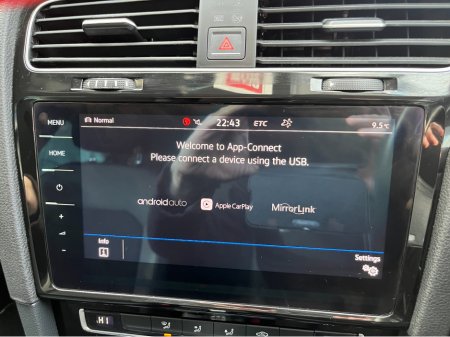 MENU
HOME
Normal
22:43
ETC
9.5°C
Welcome to App-Connect
Please connect a device using the USB.
androidauto
Apple CarPlay
MirrorLink
Info
Settings
HI